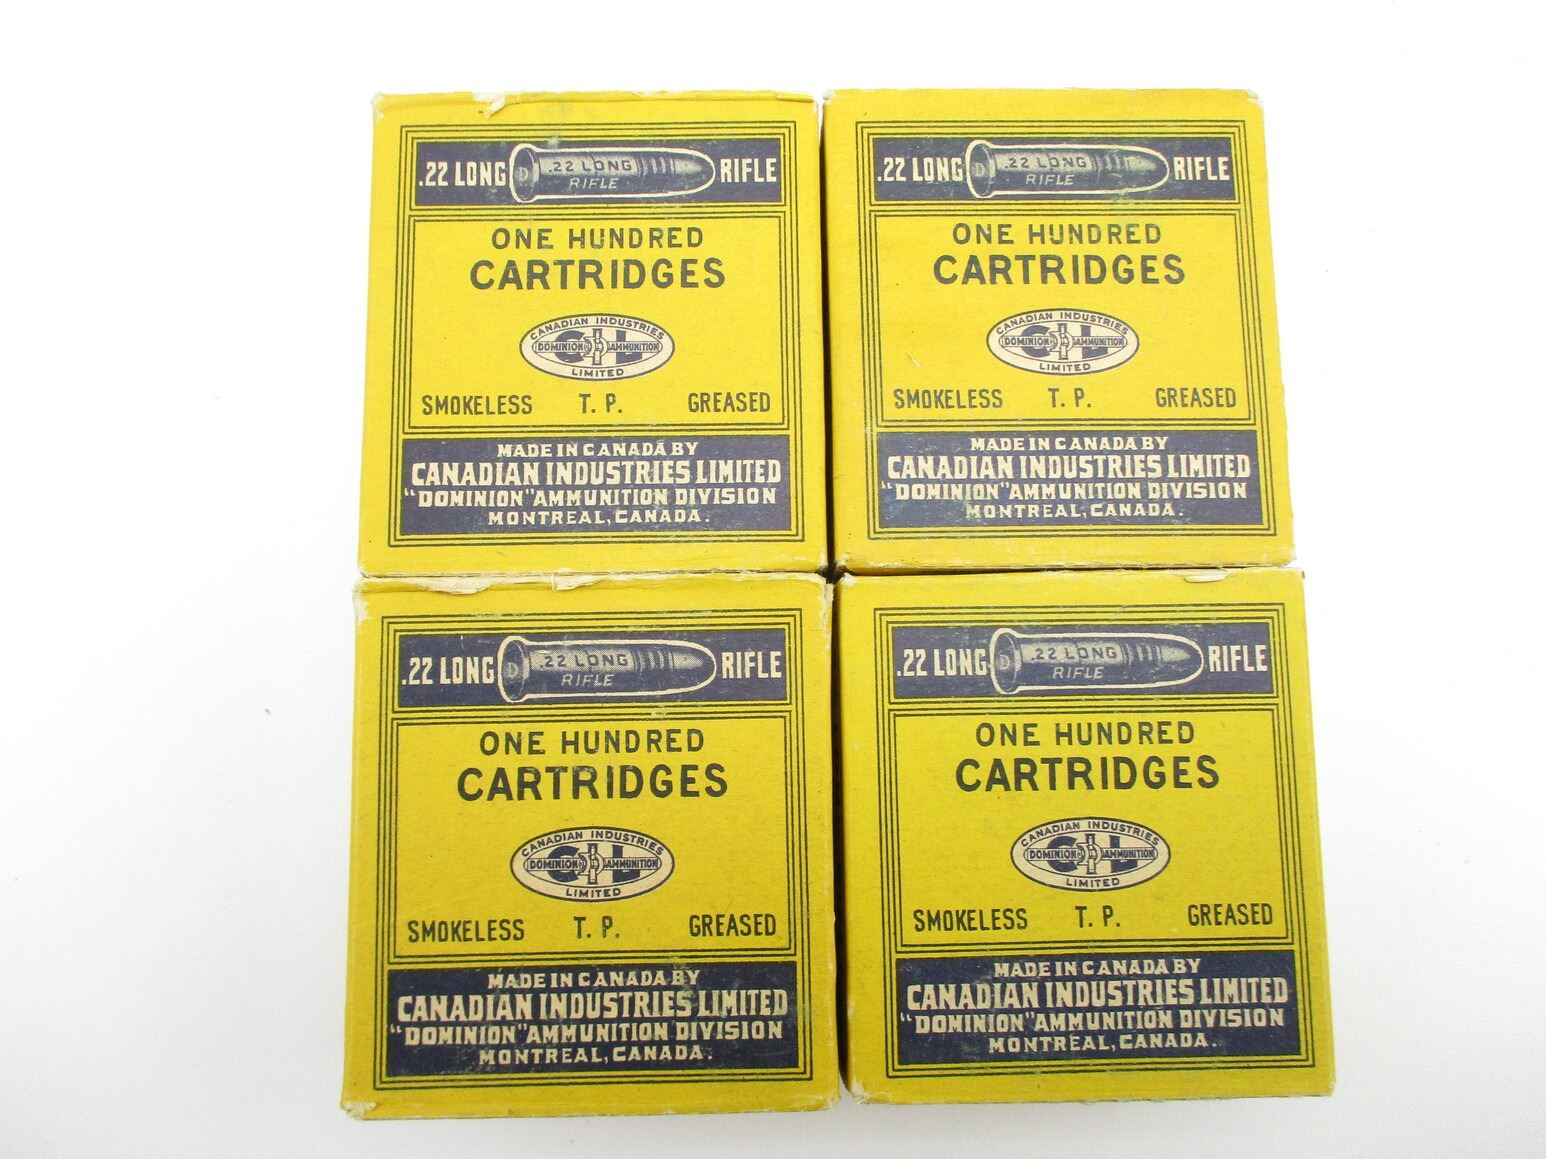 .22 LONG .22 LONG RIFLE RIFLE
ONE HUNDRED
CARTRIDGES
CANADIAN INDUSTRIES
CIL
DOMINION AMMUNITION
LIMITED
SMOKELESS T. P. GREASED
MADE IN CANADA BY
CANADIAN INDUSTRIES LIMITED
"DOMINION" AMMUNITION DIVISION
MONTREAL, CANADA.
.22 LONG D .22 LONG RIFLE RIFLE
ONE HUNDRED
CARTRIDGES
CANADIAN INDUSTRIES
CIL
DOMINION AMMUNITION
LIMITED
SMOKELESS T. P. GREASED
MADE IN CANADA BY
CANADIAN INDUSTRIES LIMITED
"DOMINION" AMMUNITION DIVISION
MONTREAL, CANADA.
.22 LONG D .22 LONG RIFLE RIFLE
ONE HUNDRED
CARTRIDGES
CANADIAN INDUSTRIES
CIL
DOMINION AMMUNITION
LIMITED
SMOKELESS T. P. GREASED
MADE IN CANADA BY
CANADIAN INDUSTRIES LIMITED
"DOMINION" AMMUNITION DIVISION
MONTREAL, CANADA.
.22 LONG D .22 LONG RIFLE RIFLE
ONE HUNDRED
CARTRIDGES
CANADIAN INDUSTRIES
CIL
DOMINION AMMUNITION
LIMITED
SMOKELESS T. P. GREASED
MADE IN CANADA BY
CANADIAN INDUSTRIES LIMITED
"DOMINION" AMMUNITION DIVISION
MONTREAL, CANADA.